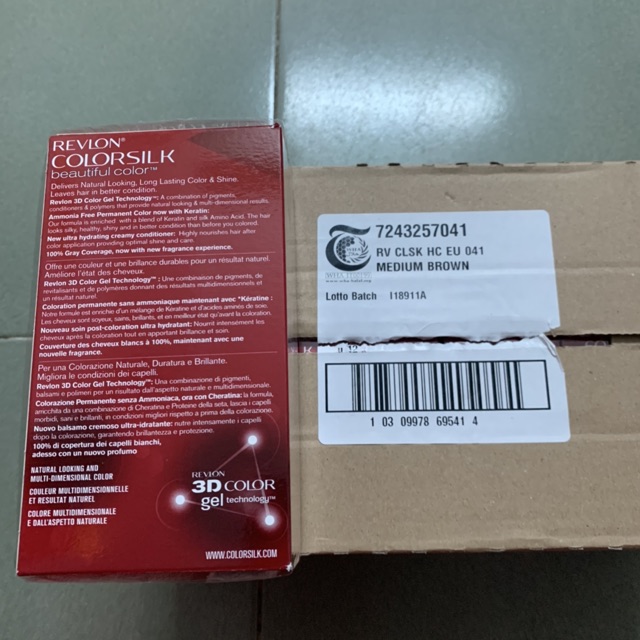 REVLON®
COLORSILK
beautiful color™
Delivers Natural Looking, Long Lasting Color & Shine.
Leaves hair in better condition.
Revlon 3D Color Gel Technology™: A combination of pigments,
conditioners & polymers that provide natural looking & multi-dimensional results.
Ammonia Free Permanent Color now with Keratin:
Our formula is enriched with a blend of Keratin and silk Amino Acid. The hair
looks silky, healthy, shiny and in better condition than before you colored.
New ultra hydrating creamy conditioner: Highly nourishes hair after
color application providing optimal shine and care.
100% Gray Coverage, now with new fragrance experience.
Offre une couleur et une brillance durables pour un résultat naturel.
Améliore l'état des cheveux.
Revlon 3D Color Gel Technology™: Une combinaison de pigments, de
revitalisants et de polymères donnant des résultats multidimensionnels et
un résultat naturel.
Coloration permanente sans ammoniaque maintenant avec *Kératine :
Notre formule est enrichie d'un mélange de Kératine et d'acides aminés de soie.
Les cheveux sont soyeux, sains, brillants, et en meilleur état qu'avant la coloration.
Nouveau soin post-coloration ultra hydratant: Nourrit intensément les
cheveux après la coloration tout en apportant brillance et soin.
Couverture des cheveux blancs à 100%, maintenant avec une
nouvelle fragrance.
Per una Colorazione Naturale, Duratura e Brillante.
Migliora le condizioni dei capelli.
Revlon 3D Color Gel Technology™: Una combinazione di pigmenti,
balsami e polimeri per un risultato dall'aspetto naturale e multidimensionale.
Colorazione Permanente senza Ammoniaca, ora con Cheratina: la formula,
arricchita da una combinazione di Cheratina e Proteine della seta, lascia i capelli
morbidi, sani e brillanti, in condizioni migliori rispetto a prima della colorazione.
Nuovo balsamo cremoso ultra-idratante: nutre intensamente i capelli
dopo la colorazione, garantendo brillantezza e protezione.
100% di copertura dei capelli bianchi,
adesso con un nuovo profumo
NATURAL LOOKING AND
MULTI-DIMENSIONAL COLOR
COULEUR MULTIDIMENSIONNELLE
ET RESULTAT NATUREL
COLORE MULTIDIMENSIONALE
E DALL'ASPETTO NATURALE
REVLON
3D COLOR
gel technology™
WWW.COLORSILK.COM
7243257041
RV CLSK HC EU 041
MEDIUM BROWN
Lotto Batch I18911A
1 03 09978 69541 4